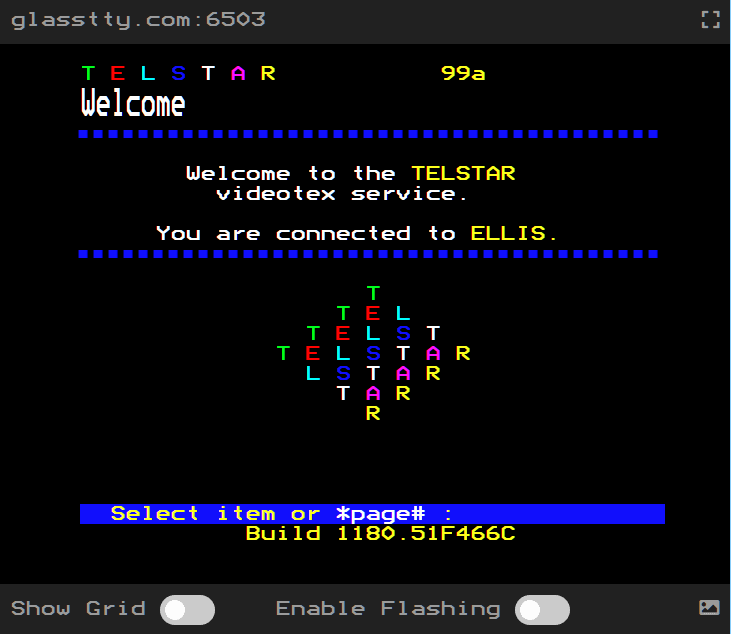 glasstty.com:6503
T E L S T A R 99a
Welcome
Welcome to the TELSTAR
videotex service.
You are connected to ELLIS.
T
T E L
T E L S T
T E L S T A R
L S T A R
T A R
R
Select item or *page# :
Build 1180.51F466C
Show Grid Enable Flashing